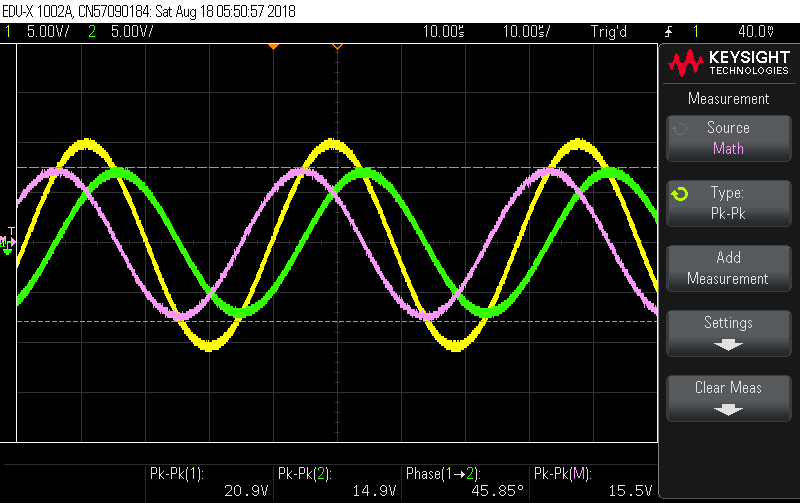 EDU-X 1002A, CN57090184: Sat Aug 18 05:50:57 2018
1 5.00V/ 2 5.00V/ 10.00s 10.00s/ Trig'd 1 40.0V
KEYSIGHT
TECHNOLOGIES
Measurement
Source
Math
Type:
Pk-Pk
Add
Measurement
Settings
Clear Meas
T
Pk-Pk(1): Pk-Pk(2): Phase(1→2): Pk-Pk(M):
20.9V 14.9V 45.85° 15.5V